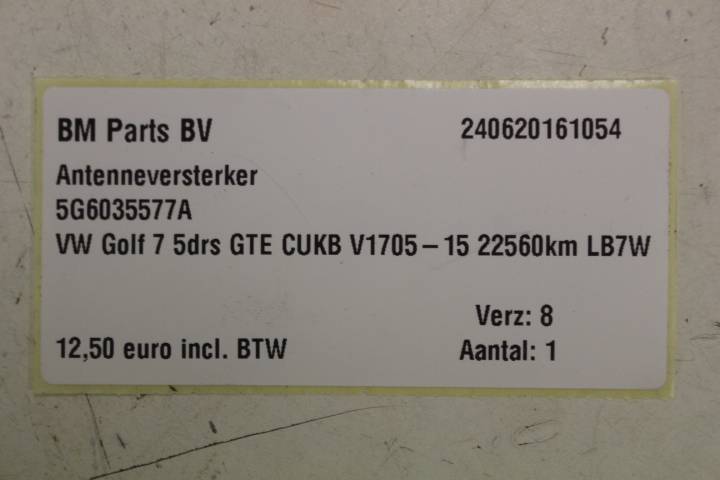 BM Parts BV 240620161054
Antenneversterker
5G6035577A
VW Golf 7 5drs GTE CUKB V1705-15 22560km LB7W
Verz: 8
12,50 euro incl. BTW Aantal: 1